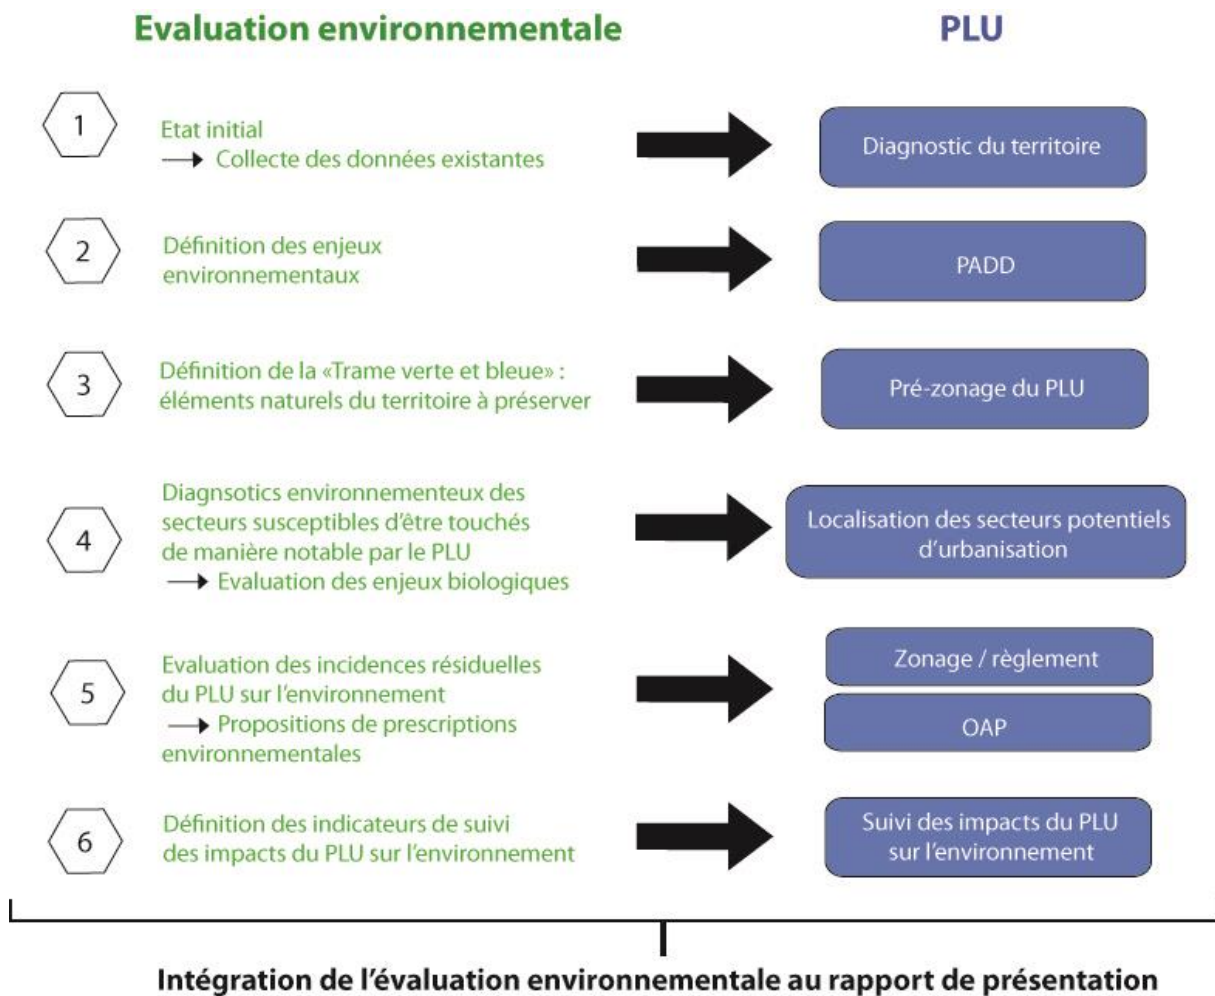 Evaluation environnementale
PLU
1
Etat initial
→ Collecte des données existantes
Diagnostic du territoire
2
Définition des enjeux
environnementaux
PADD
3
Définition de la «Trame verte et bleue» :
éléments naturels du territoire à préserver
Pré-zonage du PLU
4
Diagnsotics environnementeux des
secteurs susceptibles d'être touchés
de manière notable par le PLU
→ Evaluation des enjeux biologiques
Localisation des secteurs potentiels
d'urbanisation
5
Evaluation des incidences résiduelles
du PLU sur l'environnement
→ Propositions de prescriptions
environnementales
Zonage / règlement
OAP
6
Définition des indicateurs de suivi
des impacts du PLU sur l'environnement
Suivi des impacts du PLU
sur l'environnement
Intégration de l'évaluation environnementale au rapport de présentation